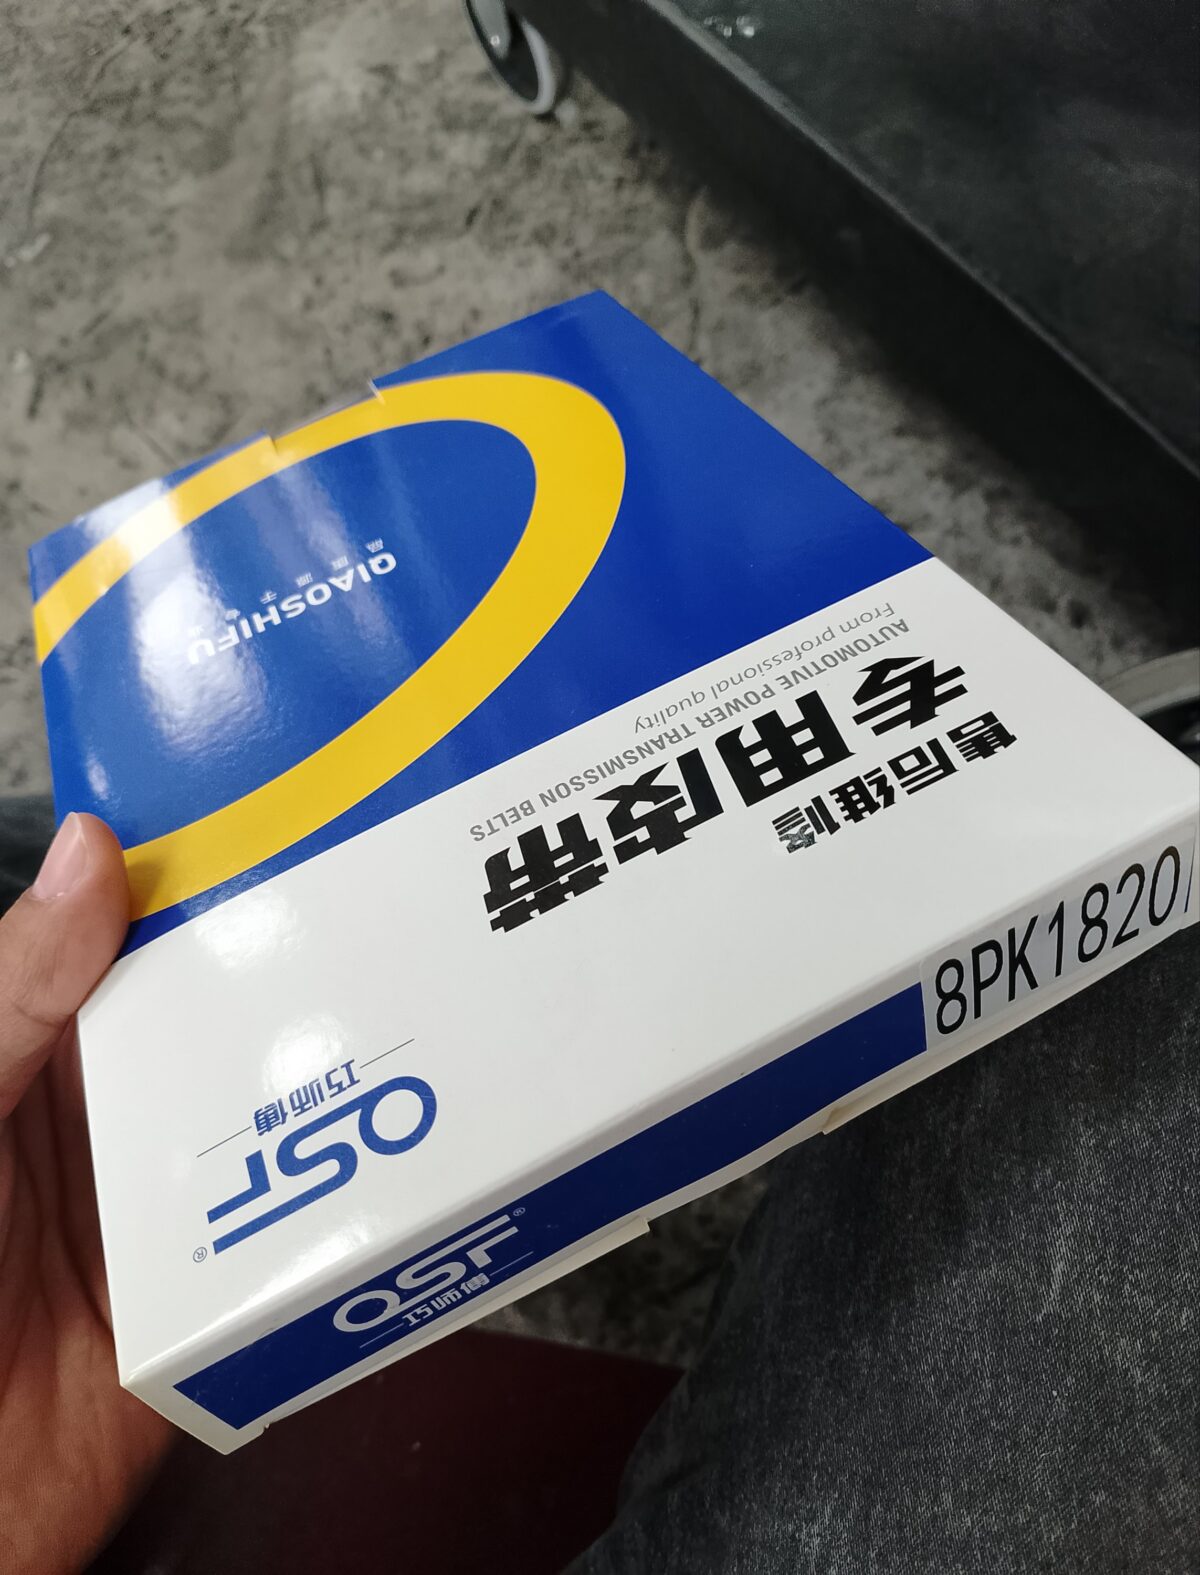 QIAOSHIFU
售后维修
专用皮带
AUTOMOTIVE POWER TRANSMISSON BELTS
From professional quality
QSF®
巧师傅
8PK1820/
QSF®
巧师傅